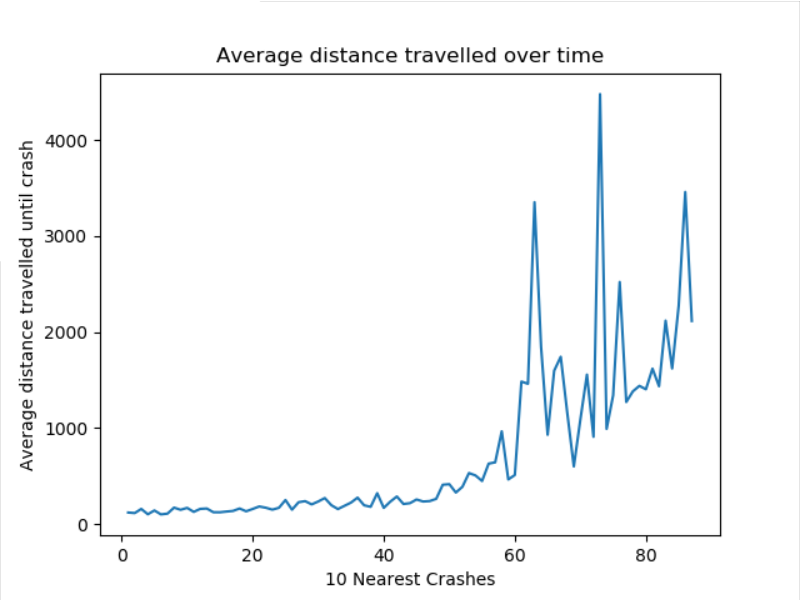 Average distance travelled over time
Average distance travelled until crash
4000
3000
2000
1000
0
0 20 40 60 80
10 Nearest Crashes